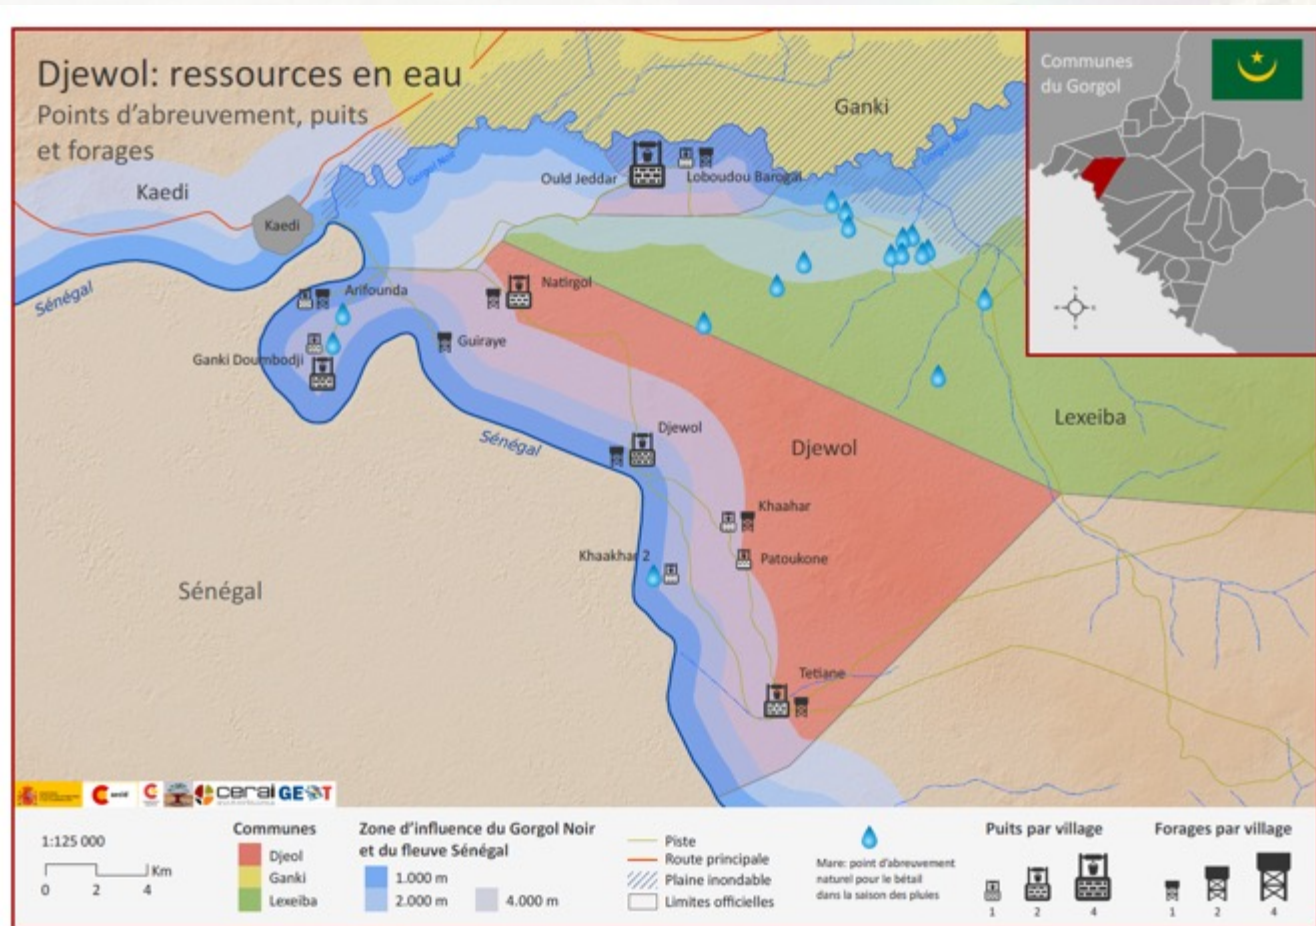 Djewol: ressources en eau
Points d'abreuvement, puits
et forages
Communes
du Gorgol
Ganki
Gorgol Noir
Gorgol Noir
Kaedi
Kaedi
Ould Jeddar
Loboudou Barogal
Sénégal
Arifounda
Natirgol
Guiraye
Ganki Doumbodji
Lexeiba
Djewol
Djewol
Sénégal
Khaahar
Khaakhar 2
Patoukone
Sénégal
Tetiane
cerai GEOT
1:125 000
Km
0 2 4
Communes
Djeol
Ganki
Lexeiba
Zone d'influence du Gorgol Noir
et du fleuve Sénégal
1.000 m
2.000 m
4.000 m
Piste
Route principale
Plaine inondable
Limites officielles
Mare: point d'abreuvement
naturel pour le bétail
dans la saison des pluies
Puits par village
1 2 4
Forages par village
1 2 4